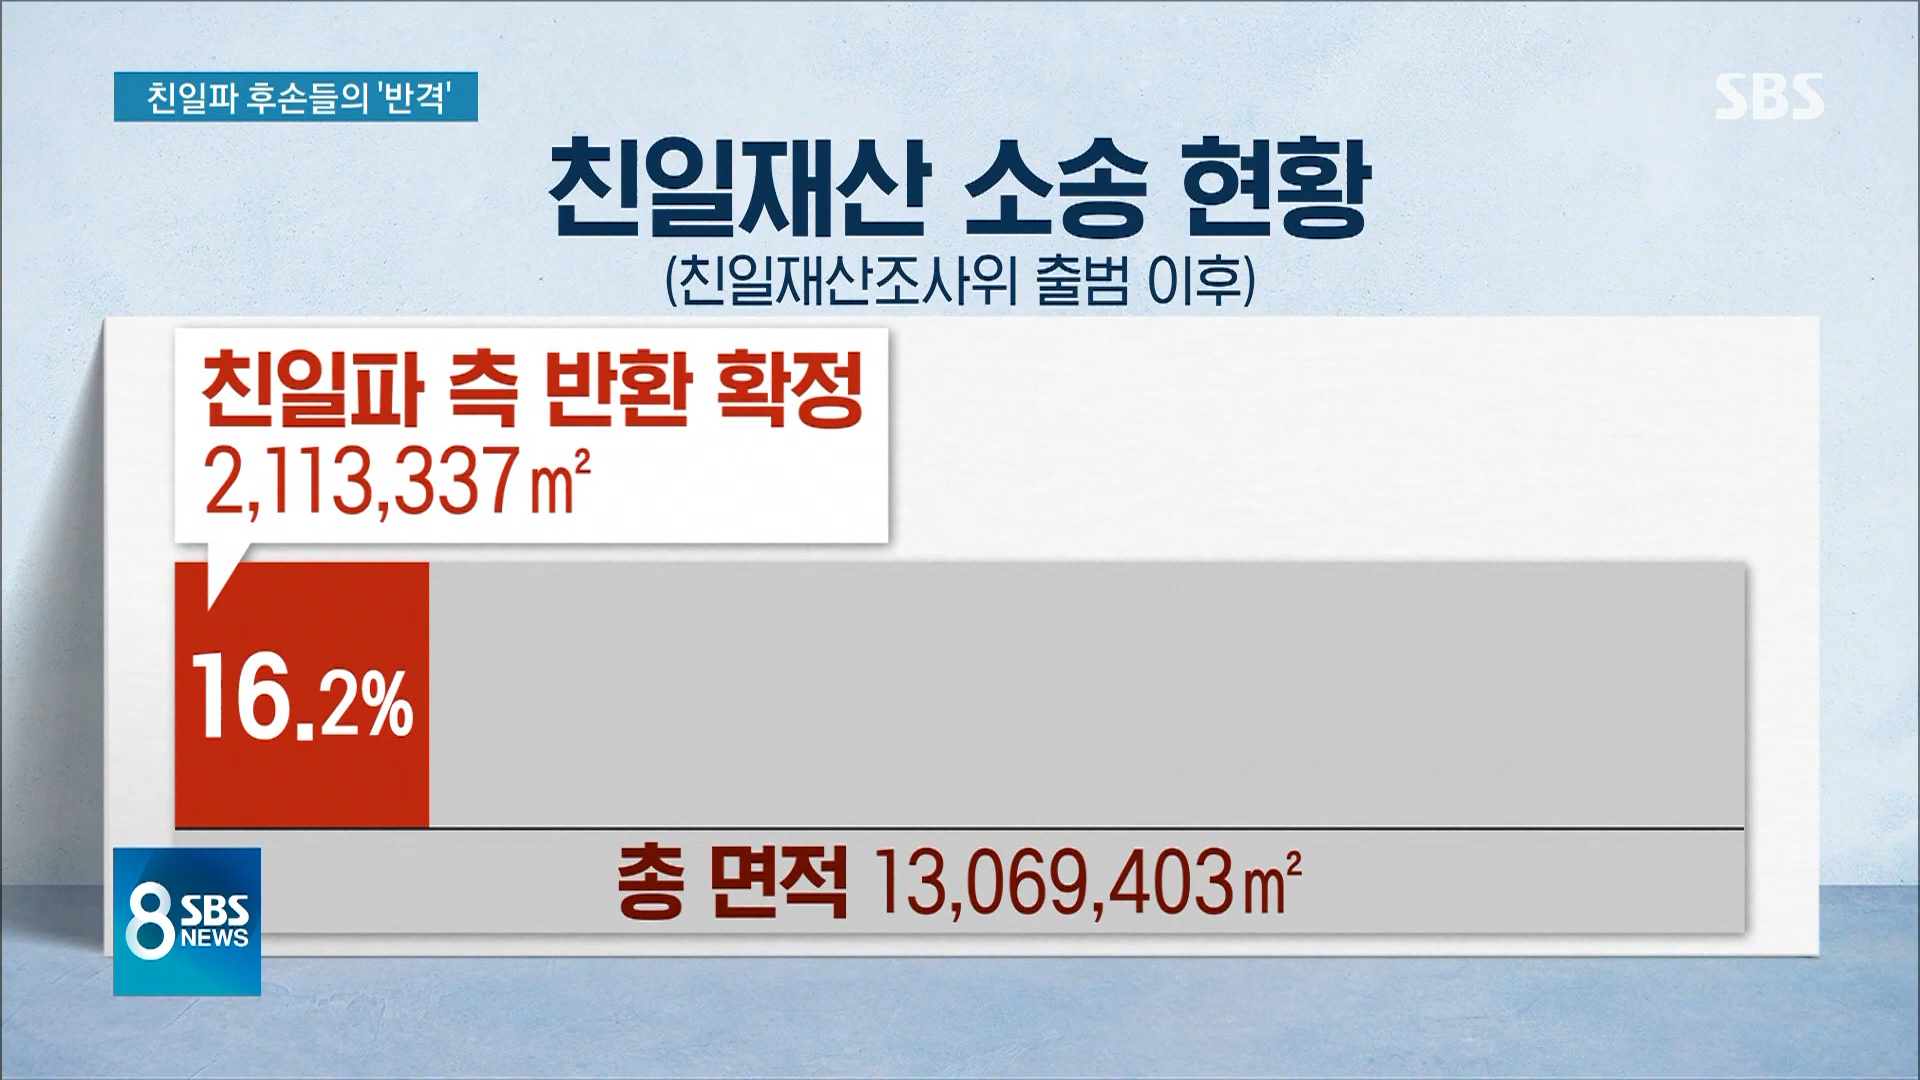 친일파 후손들의 '반격'
SBS
친일재산 소송 현황
(친일재산조사위 출범 이후)
친일파 측 반환 확정
2,113,337㎡
16.2%
총 면적 13,069,403㎡
8 SBS
NEWS